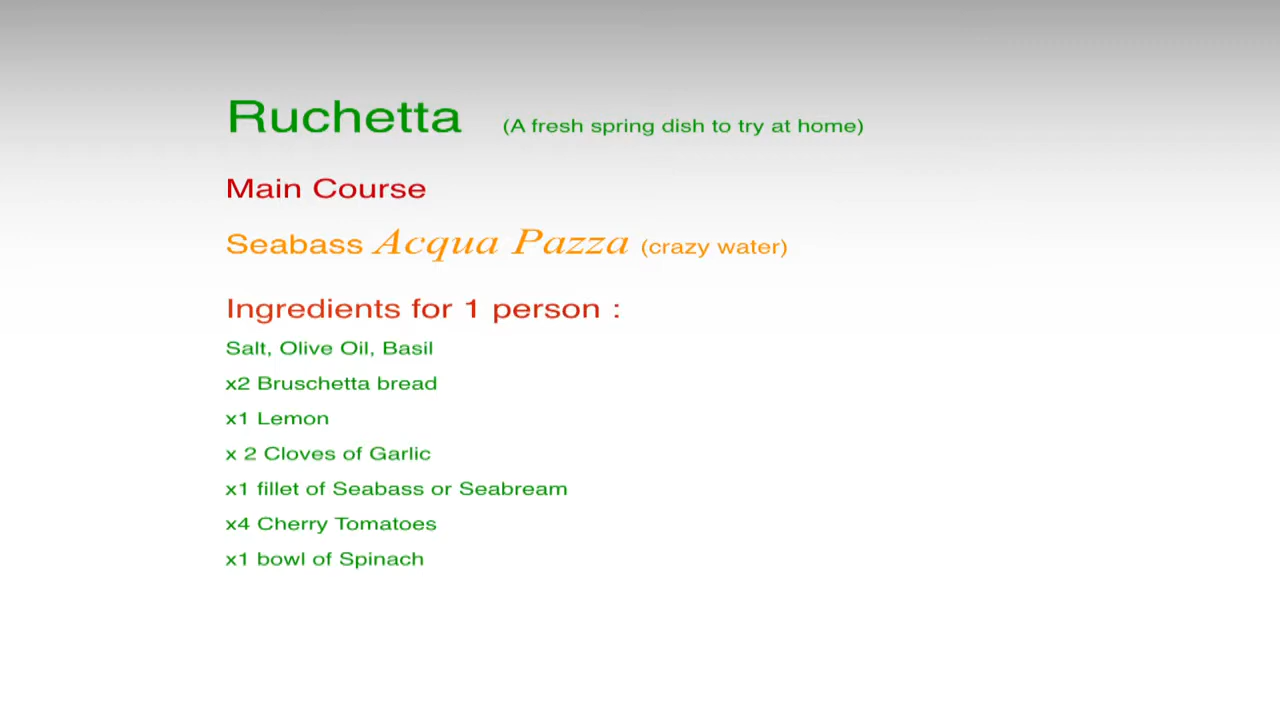 Ruchetta (A fresh spring dish to try at home)
Main Course
Seabass Acqua Pazza (crazy water)
Ingredients for 1 person :
Salt, Olive Oil, Basil
x2 Bruschetta bread
x1 Lemon
x 2 Cloves of Garlic
x1 fillet of Seabass or Seabream
x4 Cherry Tomatoes
x1 bowl of Spinach